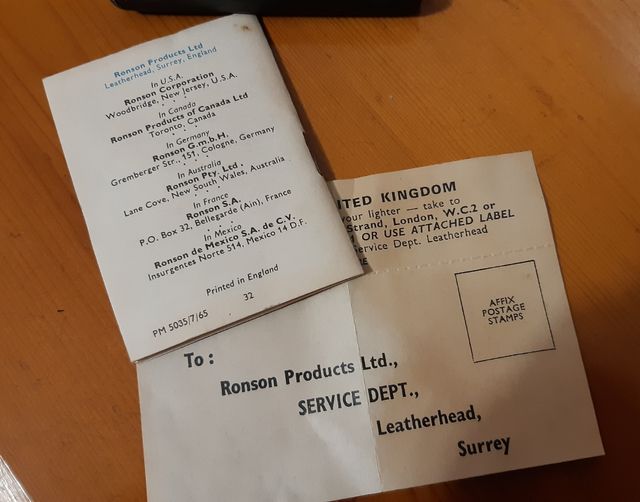 Ronson Products Ltd
Leatherhead, Surrey, England
In U.S.A.
Ronson Corporation
Woodbridge, New Jersey, U.S.A.
In Canada
Ronson Products of Canada Ltd
Toronto, Canada
In Germany
Ronson G.m.b.H.
Gremberger Str., 151, Cologne, Germany
In Australia
Ronson Pty. Ltd.
Lane Cove, New South Wales, Australia
In France
Ronson S.A.
P.O. Box 32, Bellegarde (Ain), France
In Mexico
Ronson de Mexico S.A. de C.V.
Insurgentes Norte 514, Mexico 14 D.F.
Printed in England
32
PM 5035/7/65
ITED KINGDOM
your lighter — take to
Strand, London, W.C.2 or
OR USE ATTACHED LABEL
Service Dept. Leatherhead
AFFIX
POSTAGE
STAMPS
To :
Ronson Products Ltd.,
SERVICE DEPT.,
Leatherhead,
Surrey